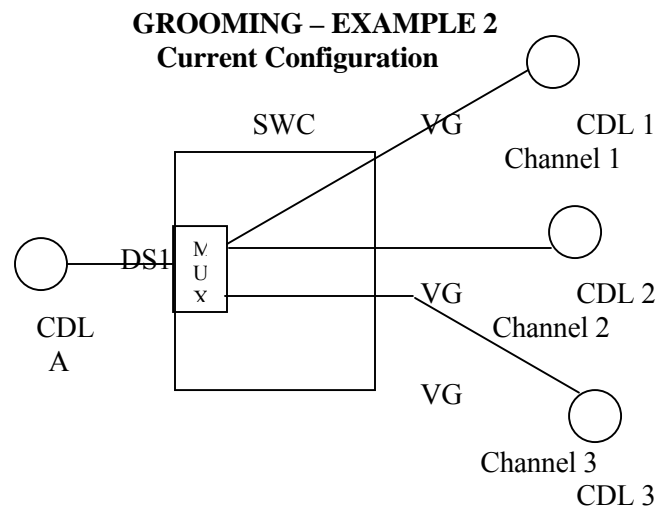 GROOMING – EXAMPLE 2
Current Configuration
SWC
VG
CDL 1
Channel 1
DS1
M
U
X
CDL
A
VG
CDL 2
Channel 2
VG
Channel 3
CDL 3